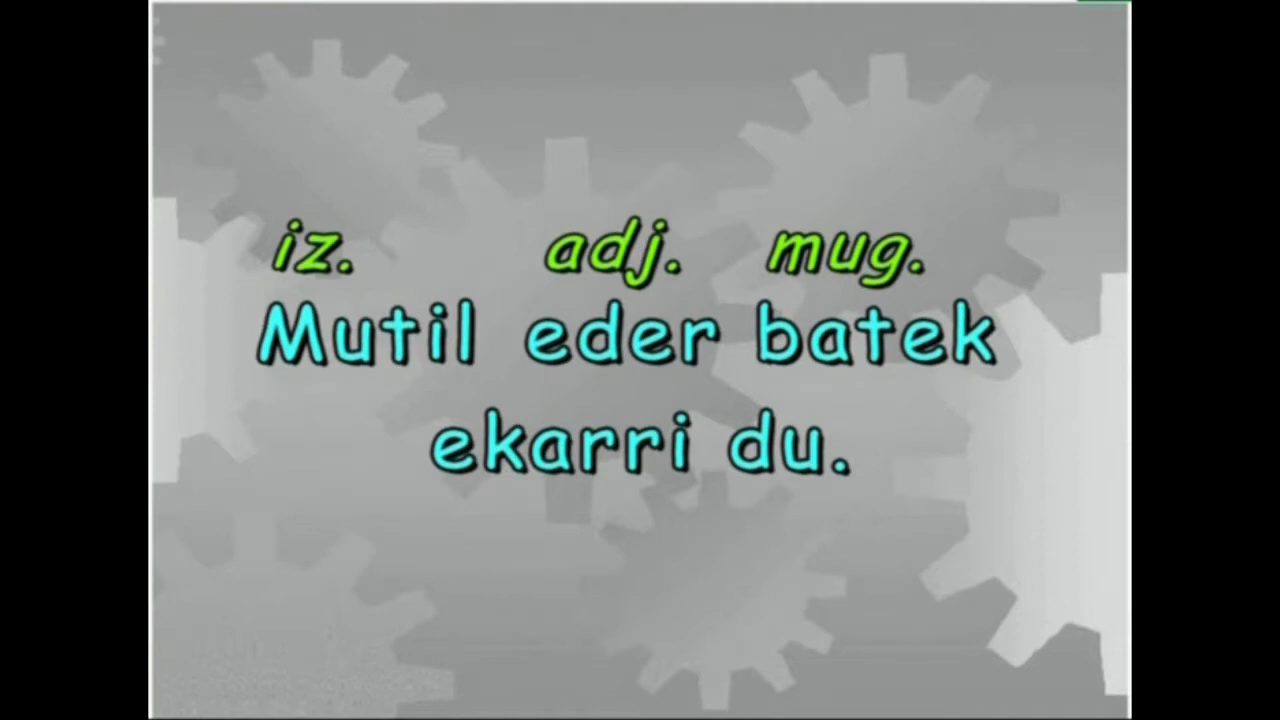 iz. adj. mug.
Mutil eder batek
ekarri du.